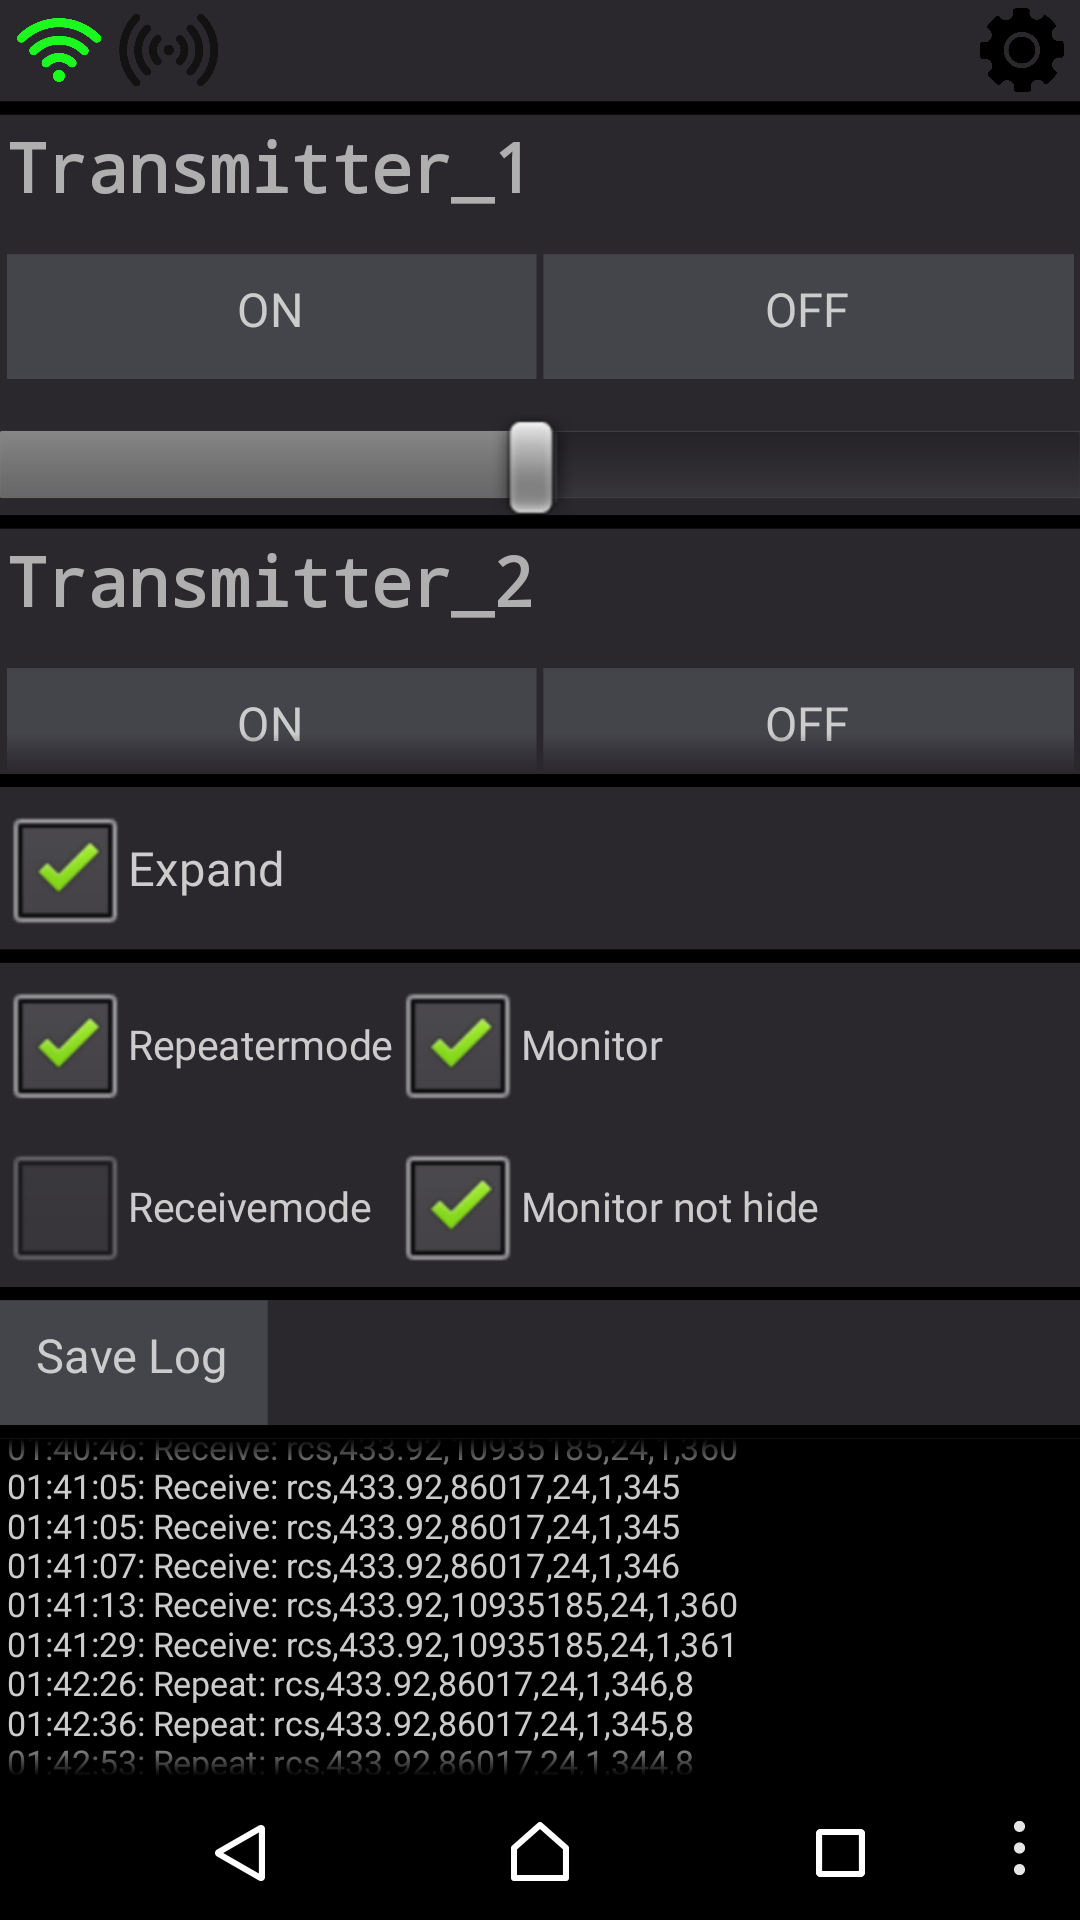 Transmitter_1
ON OFF
Transmitter_2
ON OFF
Expand
Repeatermode Monitor
Receivemode Monitor not hide
Save Log
01:40:46: Receive: rcs,433.92,10935185,24,1,360
01:41:05: Receive: rcs,433.92,86017,24,1,345
01:41:05: Receive: rcs,433.92,86017,24,1,345
01:41:07: Receive: rcs,433.92,86017,24,1,346
01:41:13: Receive: rcs,433.92,10935185,24,1,360
01:41:29: Receive: rcs,433.92,10935185,24,1,361
01:42:26: Repeat: rcs,433.92,86017,24,1,346,8
01:42:36: Repeat: rcs,433.92,86017,24,1,345,8
01:42:53: Repeat: rcs,433.92,86017,24,1,344,8